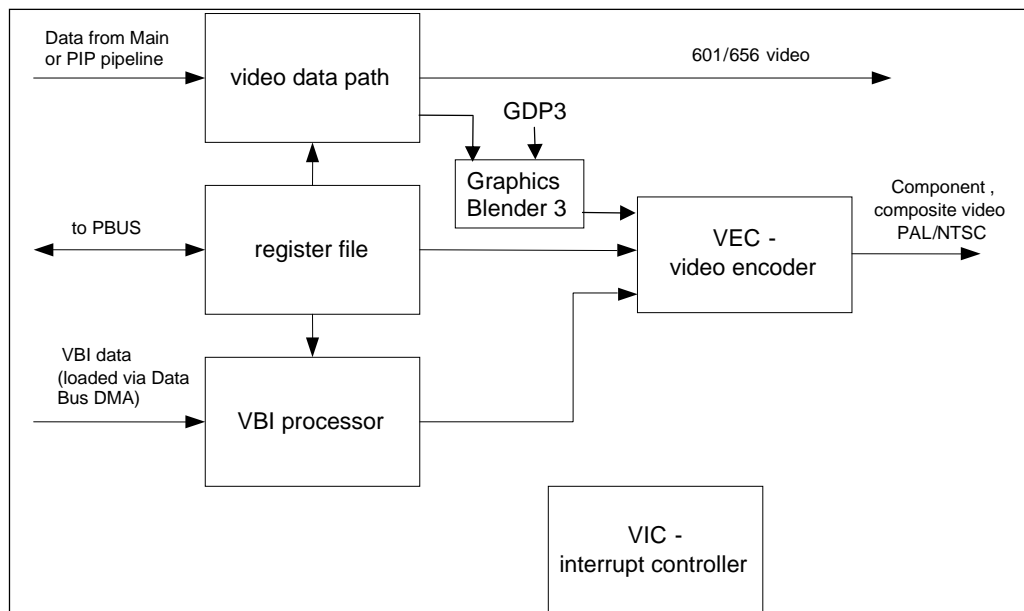 Data from Main
or PIP pipeline
video data path
601/656 video
GDP3
Graphics
Blender 3
to PBUS
register file
VEC -
video encoder
Component ,
composite video
PAL/NTSC
VBI data
(loaded via Data
Bus DMA)
VBI processor
VIC -
interrupt controller